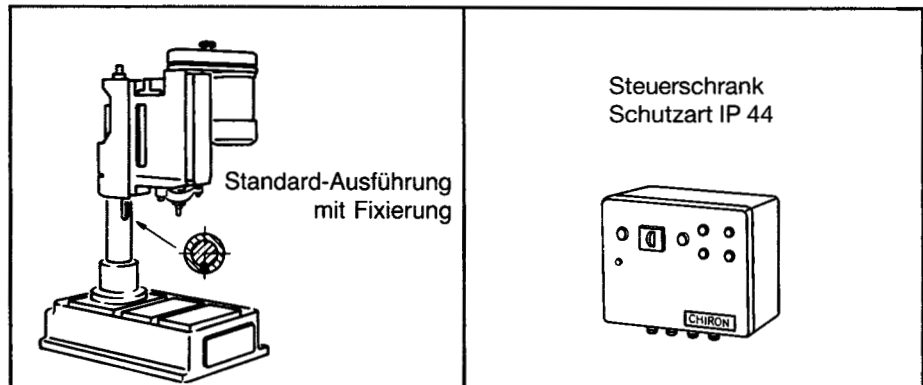 Standard-Ausführung
mit Fixierung
Steuerschrank
Schutzart IP 44
CHIRON